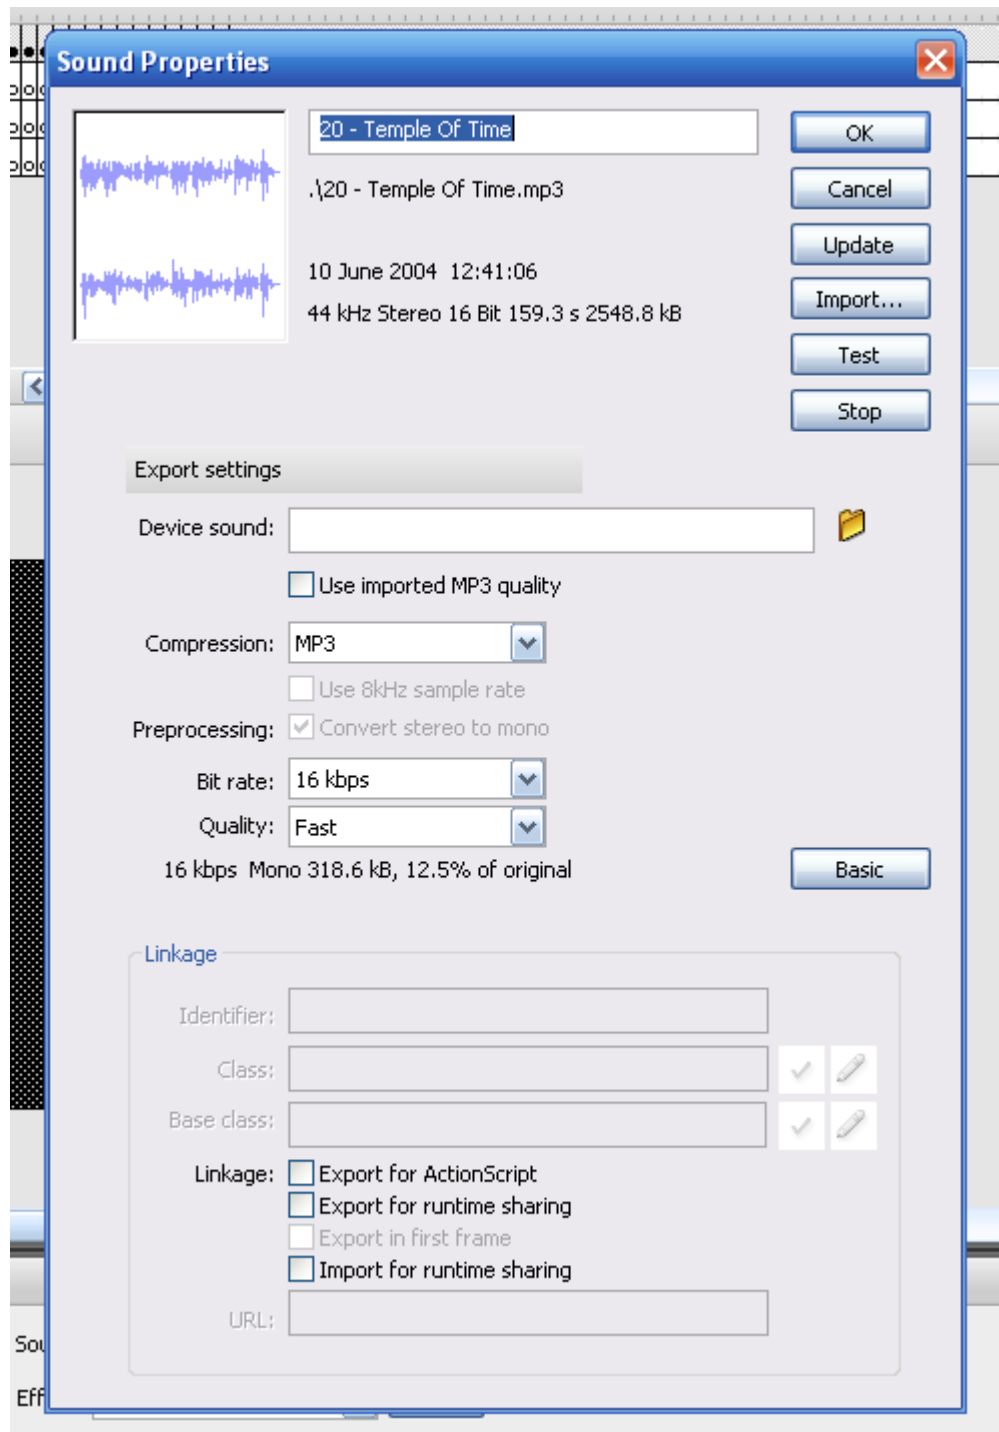 Sound Properties
20 - Temple Of Time
OK
.\20 - Temple Of Time.mp3
Cancel
Update
10 June 2004  12:41:06
Import...
44 kHz Stereo 16 Bit 159.3 s 2548.8 kB
Test
Stop
Export settings
Device sound:
Use imported MP3 quality
Compression: MP3
Use 8kHz sample rate
Preprocessing: Convert stereo to mono
Bit rate: 16 kbps
Quality: Fast
16 kbps  Mono 318.6 kB, 12.5% of original
Basic
Linkage
Identifier:
Class:
Base class:
Linkage: Export for ActionScript
Export for runtime sharing
Export in first frame
Import for runtime sharing
URL:
Sou
Eff